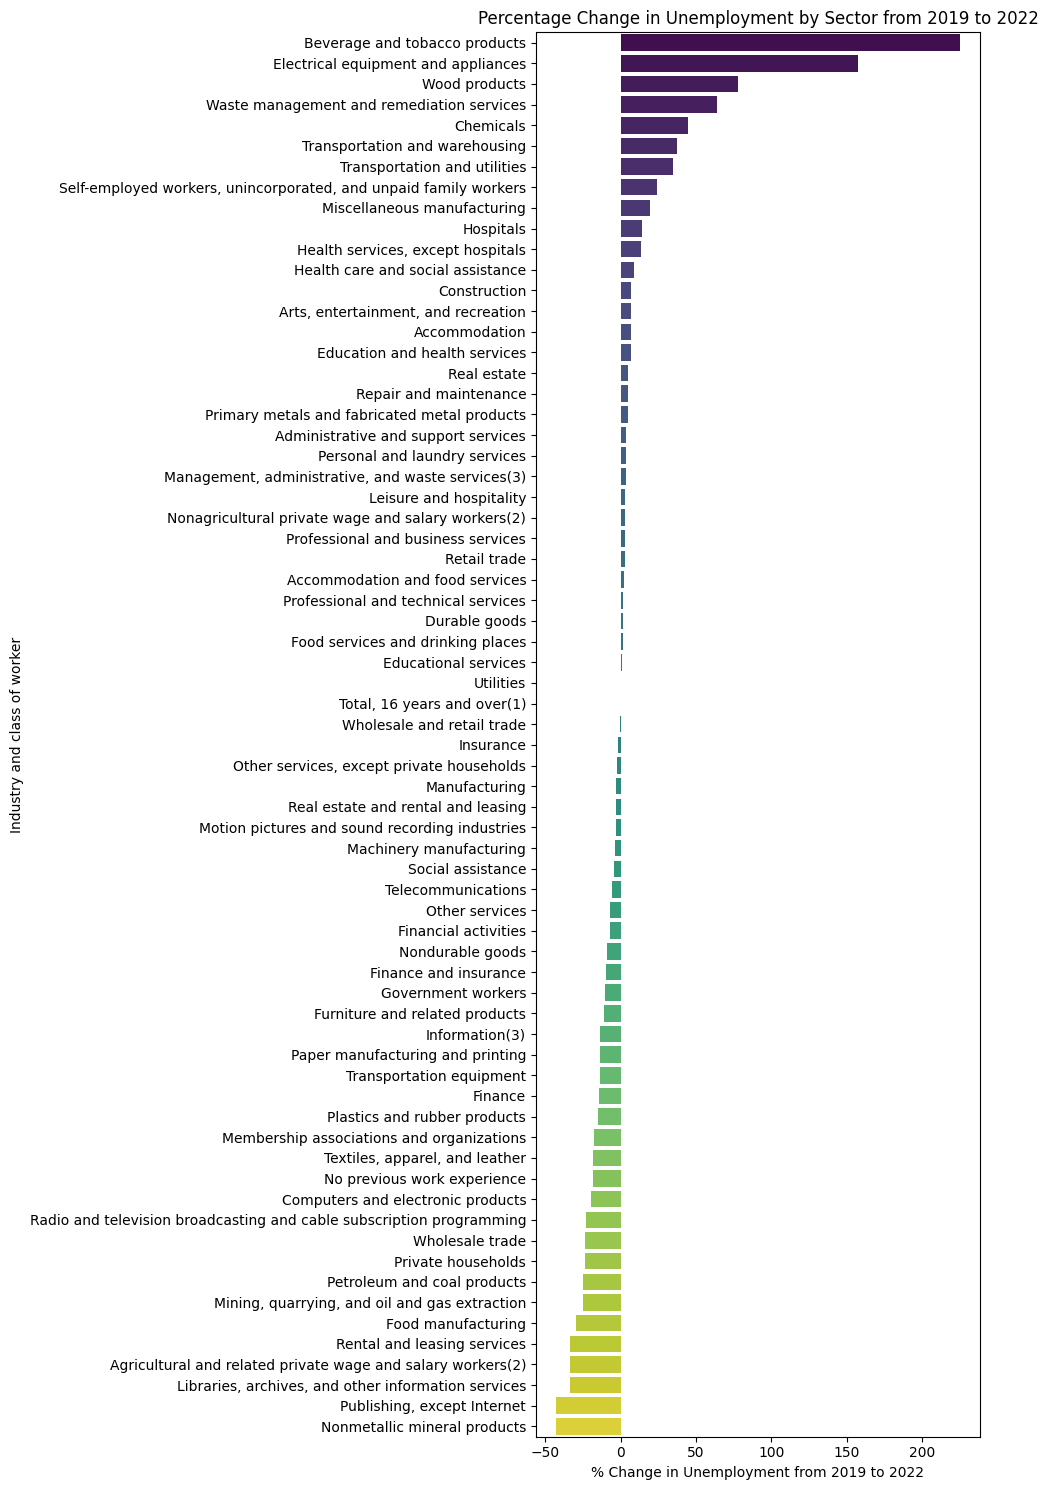 Percentage Change in Unemployment by Sector from 2019 to 2022
Beverage and tobacco products
Electrical equipment and appliances
Wood products
Waste management and remediation services
Chemicals
Transportation and warehousing
Transportation and utilities
Self-employed workers, unincorporated, and unpaid family workers
Miscellaneous manufacturing
Hospitals
Health services, except hospitals
Health care and social assistance
Construction
Arts, entertainment, and recreation
Accommodation
Education and health services
Real estate
Repair and maintenance
Primary metals and fabricated metal products
Administrative and support services
Personal and laundry services
Management, administrative, and waste services(3)
Leisure and hospitality
Nonagricultural private wage and salary workers(2)
Professional and business services
Retail trade
Accommodation and food services
Professional and technical services
Durable goods
Food services and drinking places
Educational services
Utilities
Total, 16 years and over(1)
Wholesale and retail trade
Insurance
Other services, except private households
Manufacturing
Real estate and rental and leasing
Motion pictures and sound recording industries
Machinery manufacturing
Social assistance
Telecommunications
Other services
Financial activities
Nondurable goods
Finance and insurance
Government workers
Furniture and related products
Information(3)
Paper manufacturing and printing
Transportation equipment
Finance
Plastics and rubber products
Membership associations and organizations
Textiles, apparel, and leather
No previous work experience
Computers and electronic products
Radio and television broadcasting and cable subscription programming
Wholesale trade
Private households
Petroleum and coal products
Mining, quarrying, and oil and gas extraction
Food manufacturing
Rental and leasing services
Agricultural and related private wage and salary workers(2)
Libraries, archives, and other information services
Publishing, except Internet
Nonmetallic mineral products
Industry and class of worker
−50 0 50 100 150 200
% Change in Unemployment from 2019 to 2022